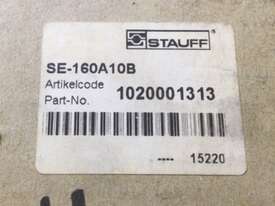 STAUFF®
SE-160A10B
Artikelcode
Part-No. 1020001313
---- 15220